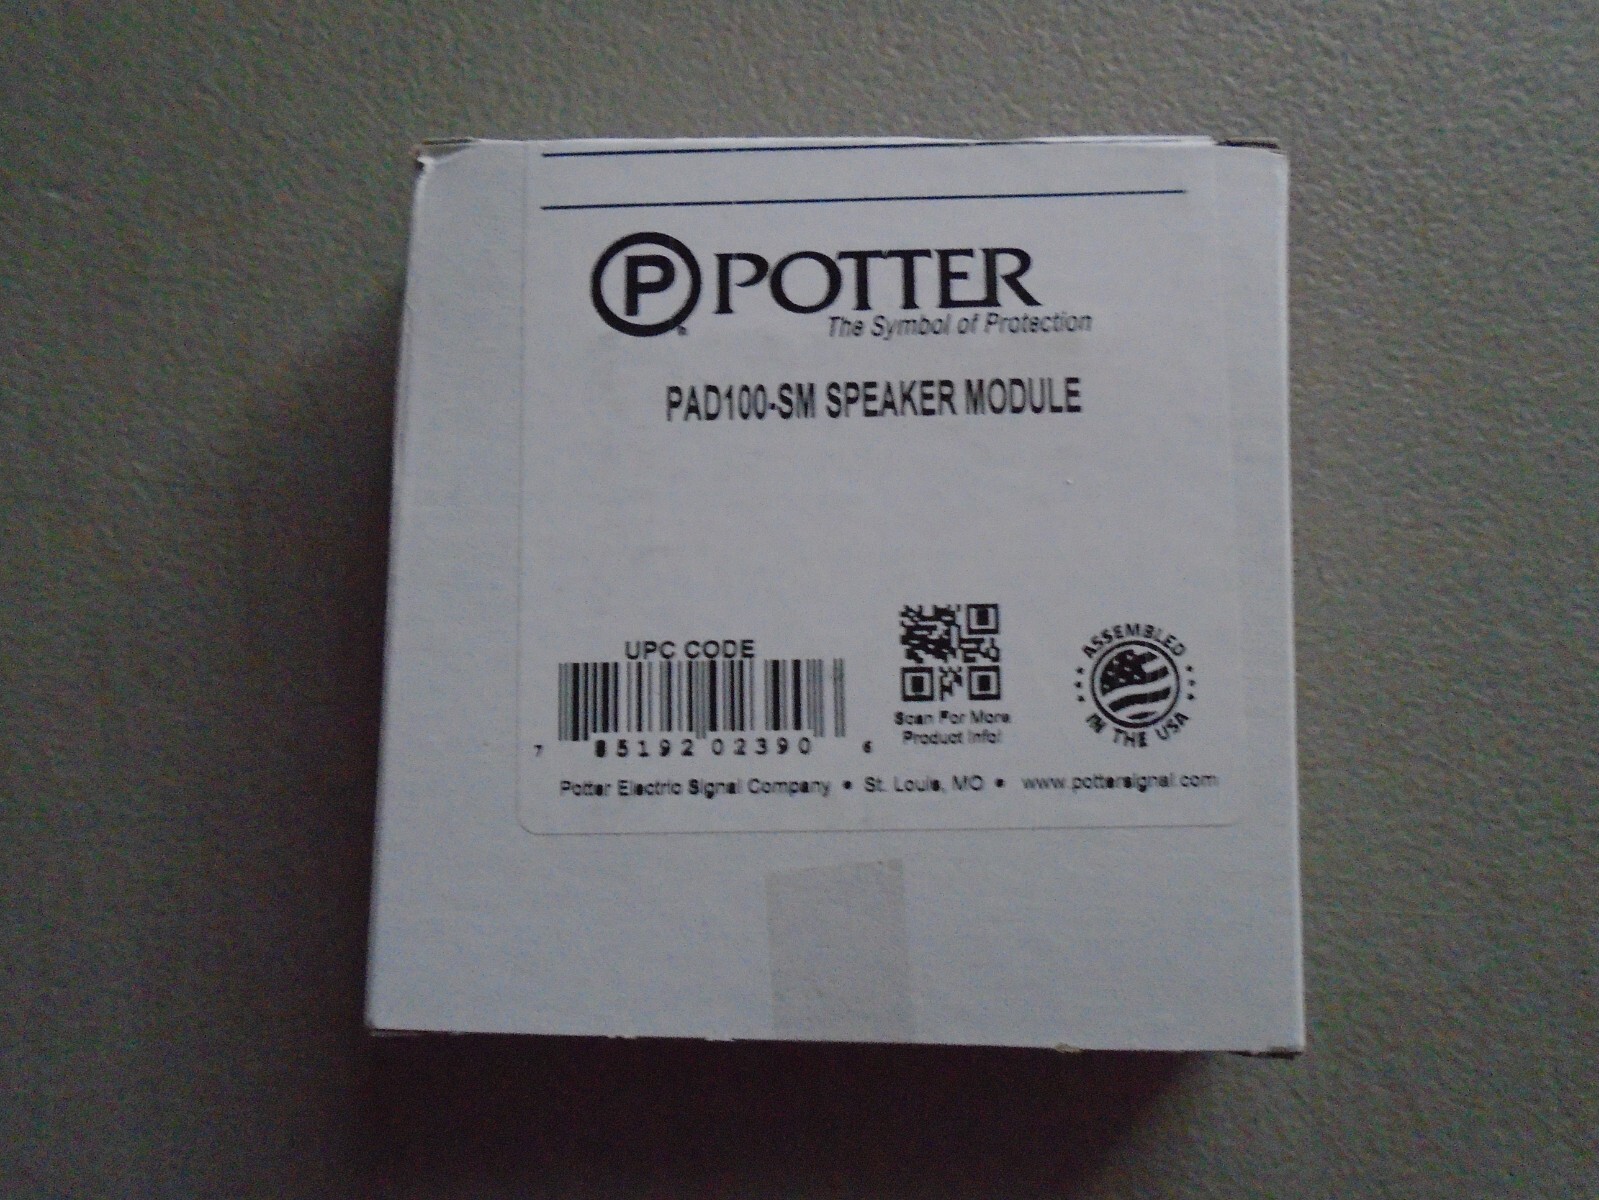 P POTTER
The Symbol of Protection
PAD100-SM SPEAKER MODULE
UPC CODE
7 85192 02390 6
Scan For More
Product Info!
ASSEMBLED
IN THE USA
Potter Electric Signal Company • St. Louis, MO • www.pottersignal.com